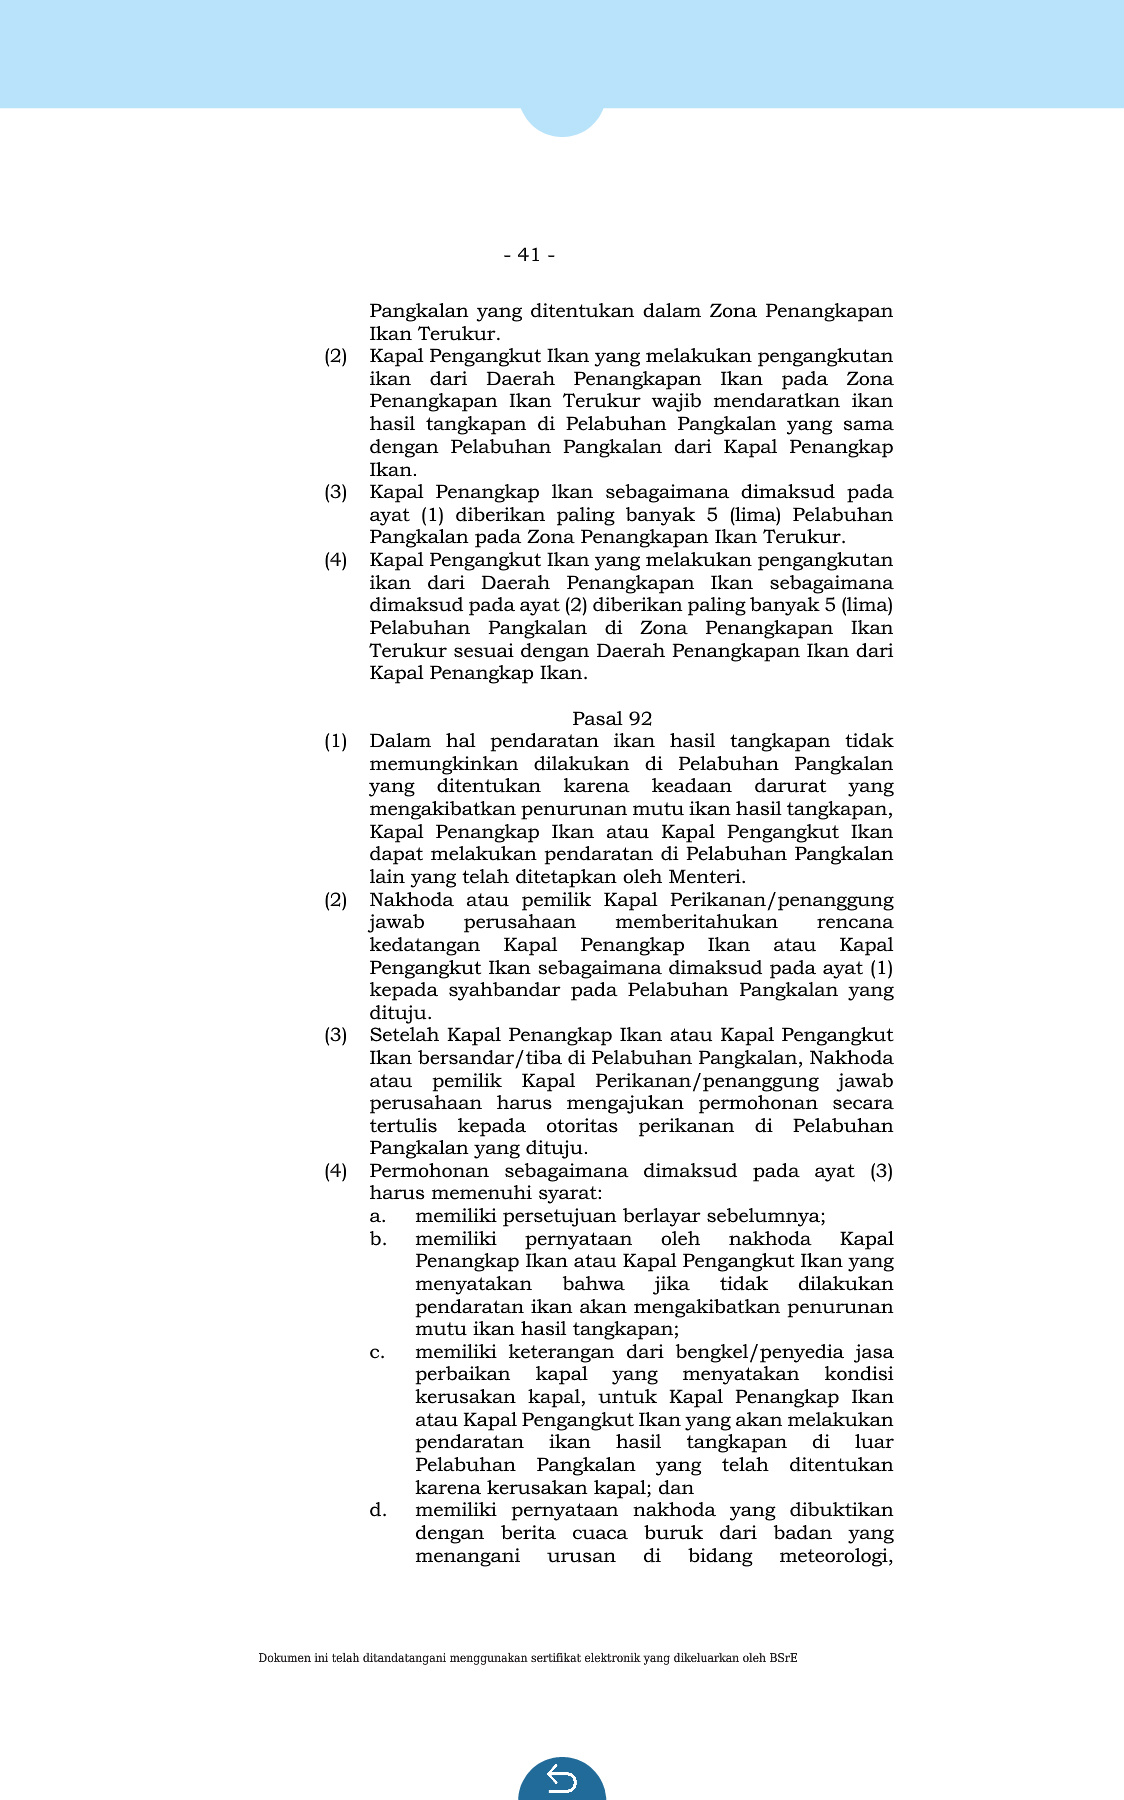 - 41 -
Pangkalan yang ditentukan dalam Zona Penangkapan
Ikan Terukur.
(2) Kapal Pengangkut Ikan yang melakukan pengangkutan
ikan dari Daerah Penangkapan Ikan pada Zona
Penangkapan Ikan Terukur wajib mendaratkan ikan
hasil tangkapan di Pelabuhan Pangkalan yang sama
dengan Pelabuhan Pangkalan dari Kapal Penangkap
Ikan.
(3) Kapal Penangkap lkan sebagaimana dimaksud pada
ayat (1) diberikan paling banyak 5 (lima) Pelabuhan
Pangkalan pada Zona Penangkapan Ikan Terukur.
(4) Kapal Pengangkut Ikan yang melakukan pengangkutan
ikan dari Daerah Penangkapan Ikan sebagaimana
dimaksud pada ayat (2) diberikan paling banyak 5 (lima)
Pelabuhan Pangkalan di Zona Penangkapan Ikan
Terukur sesuai dengan Daerah Penangkapan Ikan dari
Kapal Penangkap Ikan.
Pasal 92
(1) Dalam hal pendaratan ikan hasil tangkapan tidak
memungkinkan dilakukan di Pelabuhan Pangkalan
yang ditentukan karena keadaan darurat yang
mengakibatkan penurunan mutu ikan hasil tangkapan,
Kapal Penangkap Ikan atau Kapal Pengangkut Ikan
dapat melakukan pendaratan di Pelabuhan Pangkalan
lain yang telah ditetapkan oleh Menteri.
(2) Nakhoda atau pemilik Kapal Perikanan/penanggung
jawab perusahaan memberitahukan rencana
kedatangan Kapal Penangkap Ikan atau Kapal
Pengangkut Ikan sebagaimana dimaksud pada ayat (1)
kepada syahbandar pada Pelabuhan Pangkalan yang
dituju.
(3) Setelah Kapal Penangkap Ikan atau Kapal Pengangkut
Ikan bersandar/tiba di Pelabuhan Pangkalan, Nakhoda
atau pemilik Kapal Perikanan/penanggung jawab
perusahaan harus mengajukan permohonan secara
tertulis kepada otoritas perikanan di Pelabuhan
Pangkalan yang dituju.
(4) Permohonan sebagaimana dimaksud pada ayat (3)
harus memenuhi syarat:
a. memiliki persetujuan berlayar sebelumnya;
b. memiliki pernyataan oleh nakhoda Kapal
Penangkap Ikan atau Kapal Pengangkut Ikan yang
menyatakan bahwa jika tidak dilakukan
pendaratan ikan akan mengakibatkan penurunan
mutu ikan hasil tangkapan;
c. memiliki keterangan dari bengkel/penyedia jasa
perbaikan kapal yang menyatakan kondisi
kerusakan kapal, untuk Kapal Penangkap Ikan
atau Kapal Pengangkut Ikan yang akan melakukan
pendaratan ikan hasil tangkapan di luar
Pelabuhan Pangkalan yang telah ditentukan
karena kerusakan kapal; dan
d. memiliki pernyataan nakhoda yang dibuktikan
dengan berita cuaca buruk dari badan yang
menangani urusan di bidang meteorologi,
Dokumen ini telah ditandatangani menggunakan sertifikat elektronik yang dikeluarkan oleh BSrE